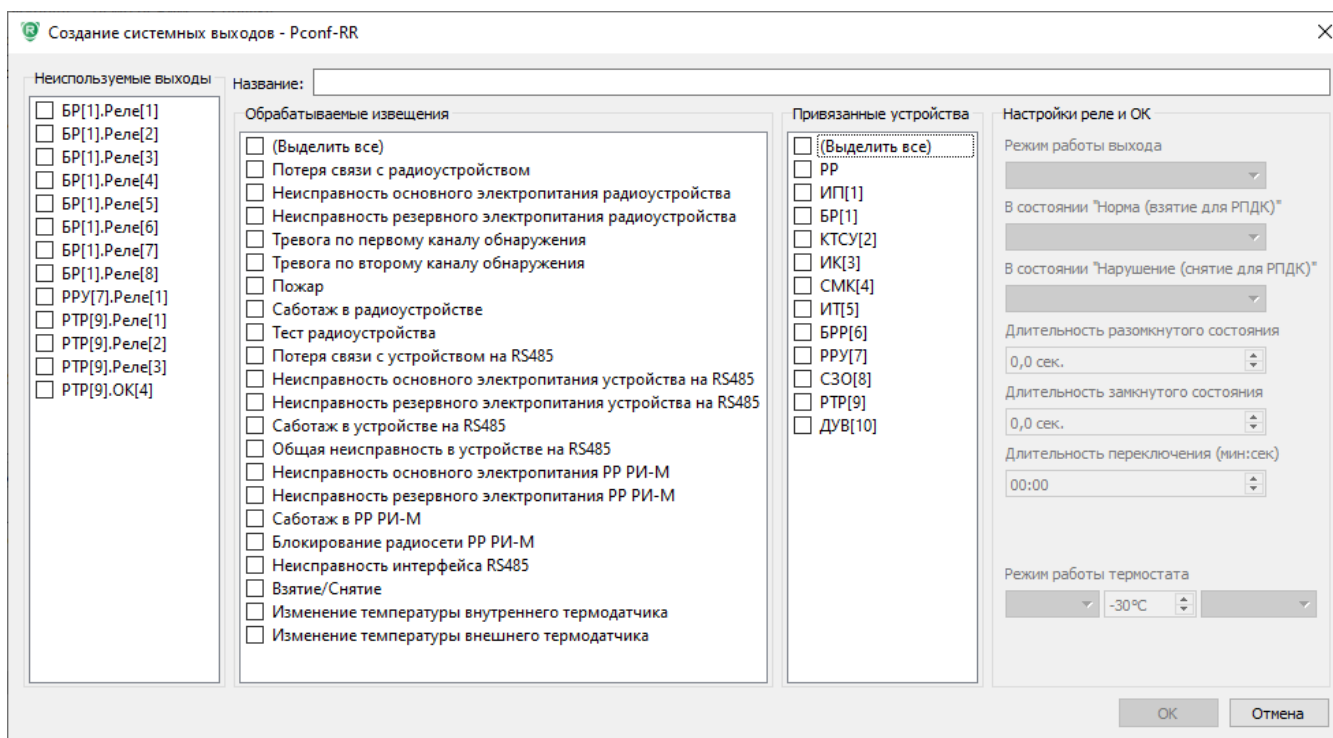 Создание системных выходов - Pconf-RR
Неиспользуемые выходы
БР[1].Реле[1]
БР[1].Реле[2]
БР[1].Реле[3]
БР[1].Реле[4]
БР[1].Реле[5]
БР[1].Реле[6]
БР[1].Реле[7]
БР[1].Реле[8]
РРУ[7].Реле[1]
РТР[9].Реле[1]
РТР[9].Реле[2]
РТР[9].Реле[3]
РТР[9].ОК[4]
Название:
Обрабатываемые извещения
(Выделить все)
Потеря связи с радиоустройством
Неисправность основного электропитания радиоустройства
Неисправность резервного электропитания радиоустройства
Тревога по первому каналу обнаружения
Тревога по второму каналу обнаружения
Пожар
Саботаж в радиоустройстве
Тест радиоустройства
Потеря связи с устройством на RS485
Неисправность основного электропитания устройства на RS485
Неисправность резервного электропитания устройства на RS485
Саботаж в устройстве на RS485
Общая неисправность в устройстве на RS485
Неисправность основного электропитания РР РИ-М
Неисправность резервного электропитания РР РИ-М
Саботаж в РР РИ-М
Блокирование радиосети РР РИ-М
Неисправность интерфейса RS485
Взятие/Снятие
Изменение температуры внутреннего термодатчика
Изменение температуры внешнего термодатчика
Привязанные устройства
(Выделить все)
РР
ИП[1]
БР[1]
КТСУ[2]
ИК[3]
СМК[4]
ИТ[5]
БРР[6]
РРУ[7]
СЗО[8]
РТР[9]
ДУВ[10]
Настройки реле и ОК
Режим работы выхода
В состоянии "Норма (взятие для РПДК)"
В состоянии "Нарушение (снятие для РПДК)"
Длительность разомкнутого состояния
0,0 сек.
Длительность замкнутого состояния
0,0 сек.
Длительность переключения (мин:сек)
00:00
Режим работы термостата
-30°C
ОК
Отмена